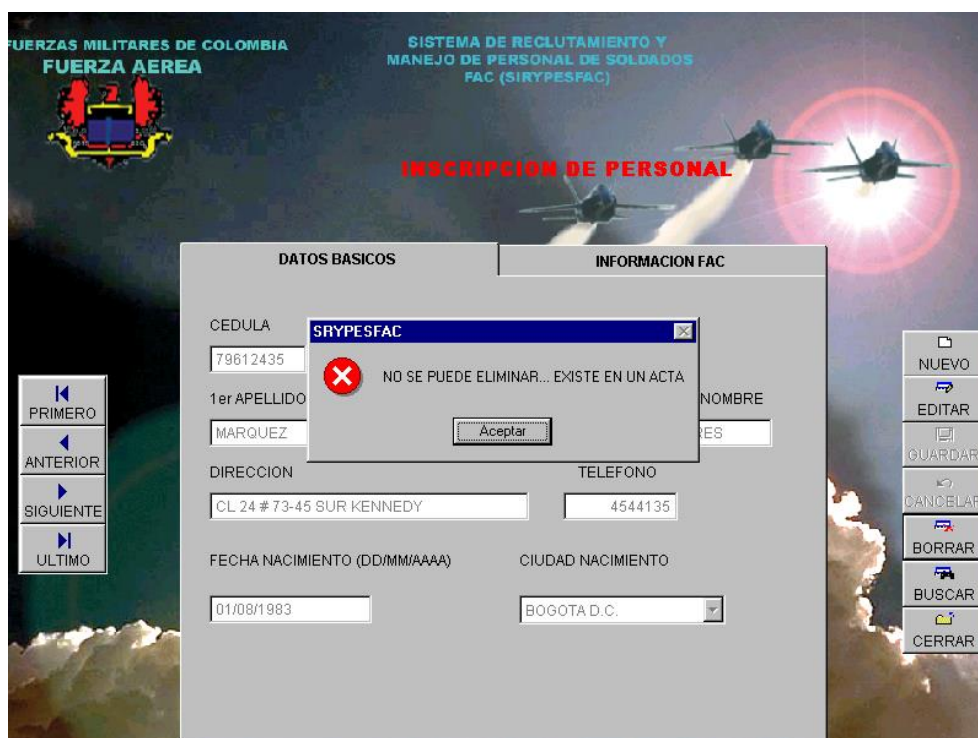 FUERZAS MILITARES DE COLOMBIA
FUERZA AEREA
SISTEMA DE RECLUTAMIENTO Y
MANEJO DE PERSONAL DE SOLDADOS
FAC (SIRYPESFAC)
INSCRIPCION DE PERSONAL
DATOS BASICOS
INFORMACION FAC
CEDULA
79612435
SRYPESFAC
NO SE PUEDE ELIMINAR... EXISTE EN UN ACTA
Aceptar
1er APELLIDO
NOMBRE
MARQUEZ
RES
DIRECCION
TELEFONO
CL 24 # 73-45 SUR KENNEDY
4544135
FECHA NACIMIENTO (DD/MM/AAAA)
CIUDAD NACIMIENTO
01/08/1983
BOGOTA D.C.
PRIMERO
ANTERIOR
SIGUIENTE
ULTIMO
NUEVO
EDITAR
GUARDAR
CANCELAR
BORRAR
BUSCAR
CERRAR